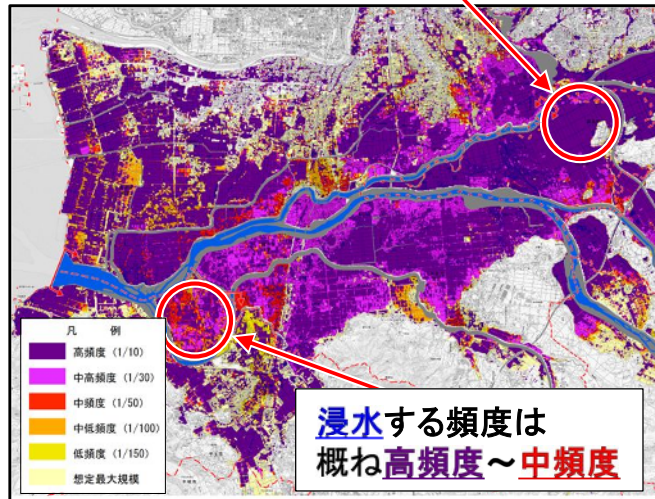 凡 例
高頻度 (1/10)
中高頻度 (1/30)
中頻度 (1/50)
中低頻度 (1/100)
低頻度 (1/150)
想定最大規模
浸水する頻度は
概ね高頻度～中頻度